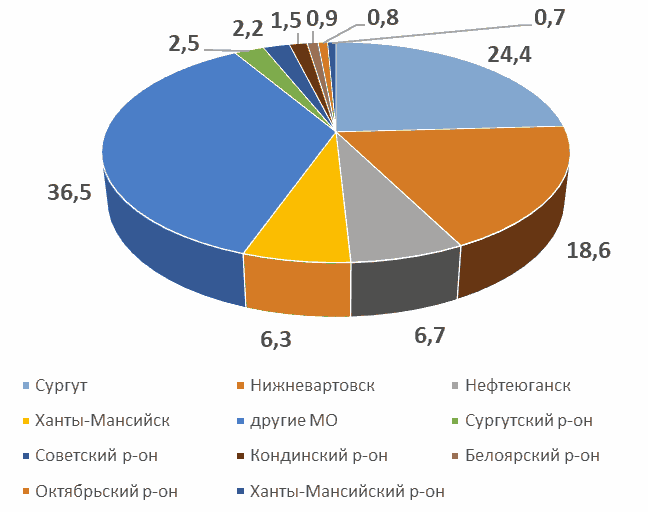 0,7
0,8
0,9
1,5
2,2
2,5
24,4
36,5
18,6
6,3
6,7
Сургут
Нижневартовск
Нефтеюганск
Ханты-Мансийск
другие МО
Сургутский р-он
Советский р-он
Кондинский р-он
Белоярский р-он
Октябрьский р-он
Ханты-Мансийский р-он